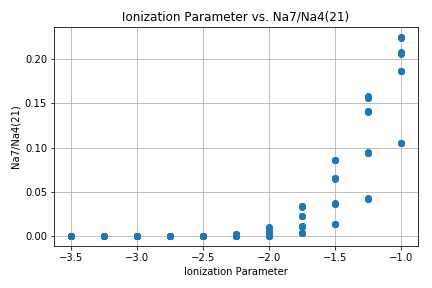 Ionization Parameter vs. Na7/Na4(21)
Na7/Na4(21)
0.20
0.15
0.10
0.05
0.00
−3.5 −3.0 −2.5 −2.0 −1.5 −1.0
Ionization Parameter